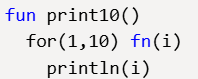 fun print10()
  for(1,10) fn(i)
    println(i)